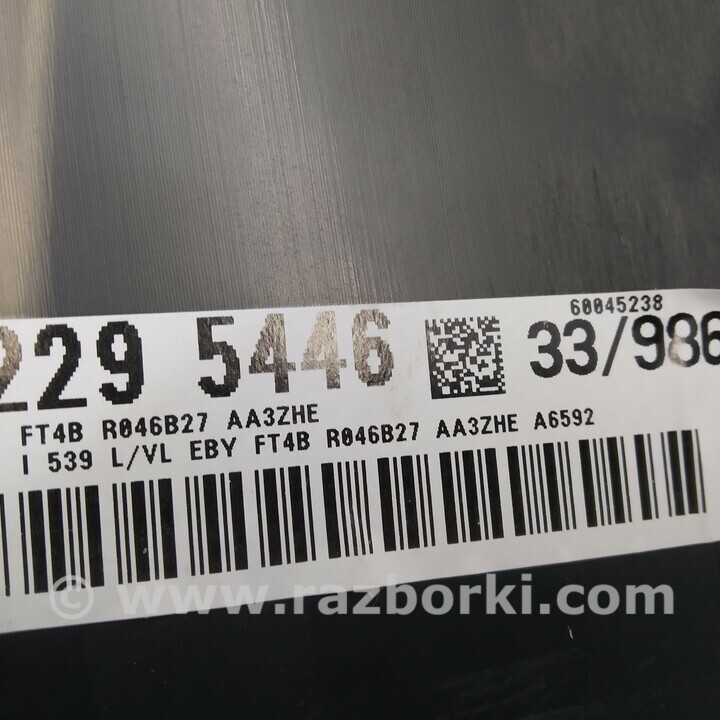 60045238
229 5446 33/986
FT4B R046B27 AA3ZHE
I 539 L/VL EBY FT4B R046B27 AA3ZHE A6592
© www.razborki.com